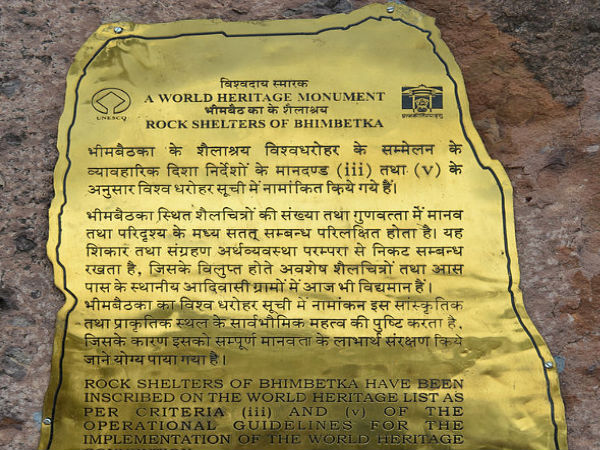 विश्वदाय स्मारक
A WORLD HERITAGE MONUMENT
भीमबैठका के शैलाश्रय
ROCK SHELTERS OF BHIMBETKA
UNESCO
भीमबैठका के शैलाश्रय विश्वधरोहर के सम्मेलन के
व्यावहारिक दिशा निर्देशों के मानदण्ड (iii) तथा (v) के
अनुसार विश्व धरोहर सूची में नामांकित किये गये हैं।
भीमबैठका स्थित शैलचित्रों की संख्या तथा गुणवत्ता में मानव
तथा परिदृश्य के मध्य सतत् सम्बन्ध परिलक्षित होता है। यह
शिकार तथा संग्रहण अर्थव्यवस्था परम्परा से निकट सम्बन्ध
रखता है, जिसके विलुप्त होते अवशेष शैलचित्रों तथा आस
पास के स्थानीय आदिवासी ग्रामों में आज भी विद्यमान हैं।
भीमबैठका का विश्व धरोहर सूची में नामांकन इस सांस्कृतिक
तथा प्राकृतिक स्थल के सार्वभौमिक महत्व की पुष्टि करता है,
जिसके कारण इसको सम्पूर्ण मानवता के लाभार्थ संरक्षण किये
जाने योग्य पाया गया है।
ROCK SHELTERS OF BHIMBETKA HAVE BEEN
INSCRIBED ON THE WORLD HERITAGE LIST AS
PER CRITERIA (iii) AND (v) OF THE
OPERATIONAL GUIDELINES FOR THE
IMPLEMENTATION OF THE WORLD HERITAGE